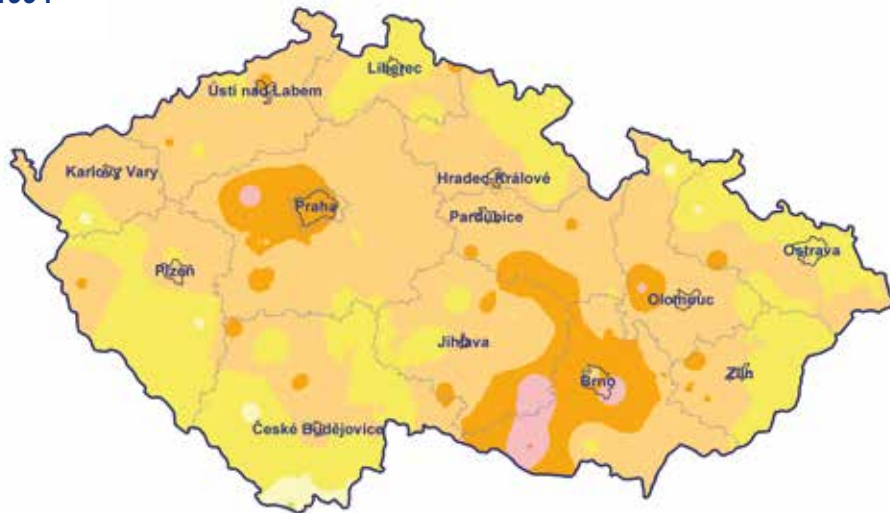 Liberec
Ústí nad Labem
Karlovy Vary
Hradec Králové
Praha
Pardubice
Ostrava
Plzeň
Olomouc
Jihlava
Zlín
Brno
České Budějovice